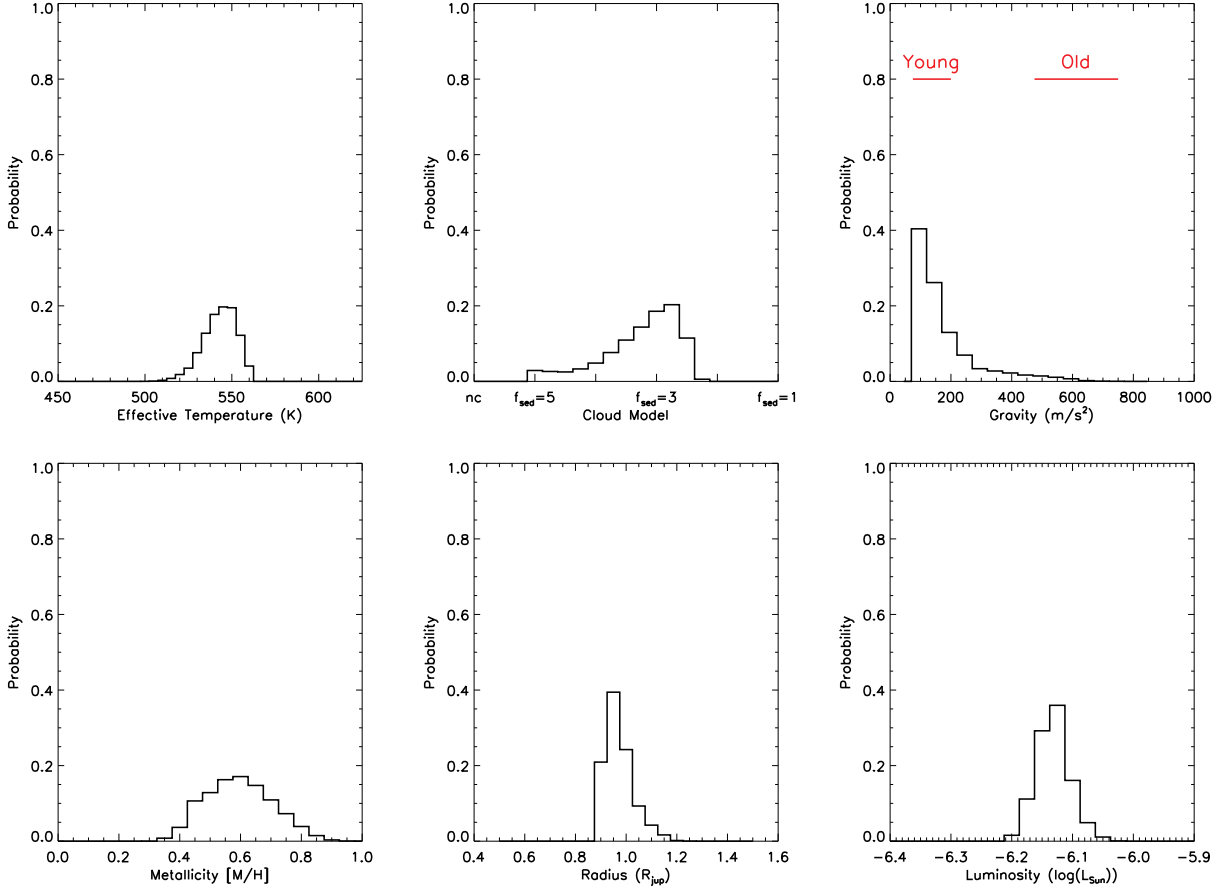 1.0
0.8
0.6
0.4
0.2
0.0
Probability
450 500 550 600
Effective Temperature (K)
1.0
0.8
0.6
0.4
0.2
0.0
Probability
nc f_sed=5 f_sed=3 f_sed=1
Cloud Model
1.0
0.8
0.6
0.4
0.2
0.0
Probability
Young Old
0 200 400 600 800 1000
Gravity (m/s²)
1.0
0.8
0.6
0.4
0.2
0.0
Probability
0.0 0.2 0.4 0.6 0.8 1.0
Metallicity [M/H]
1.0
0.8
0.6
0.4
0.2
0.0
Probability
0.4 0.6 0.8 1.0 1.2 1.4 1.6
Radius (R_jup)
1.0
0.8
0.6
0.4
0.2
0.0
Probability
−6.4 −6.3 −6.2 −6.1 −6.0 −5.9
Luminosity (log(L_Sun))